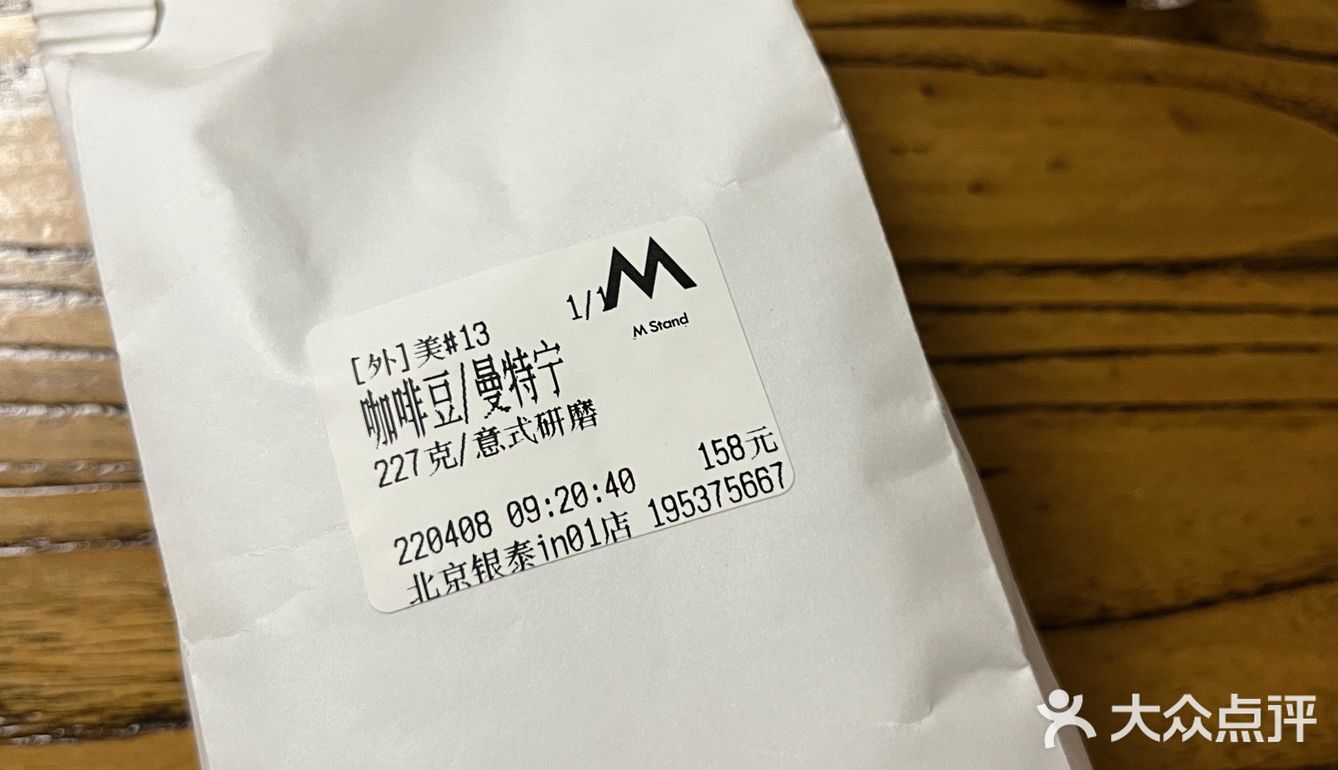 [外]美#13 1/1
M Stand
咖啡豆/曼特宁
227克/意式研磨
158元
220408 09:20:40
北京银泰in01店 195375667
大众点评